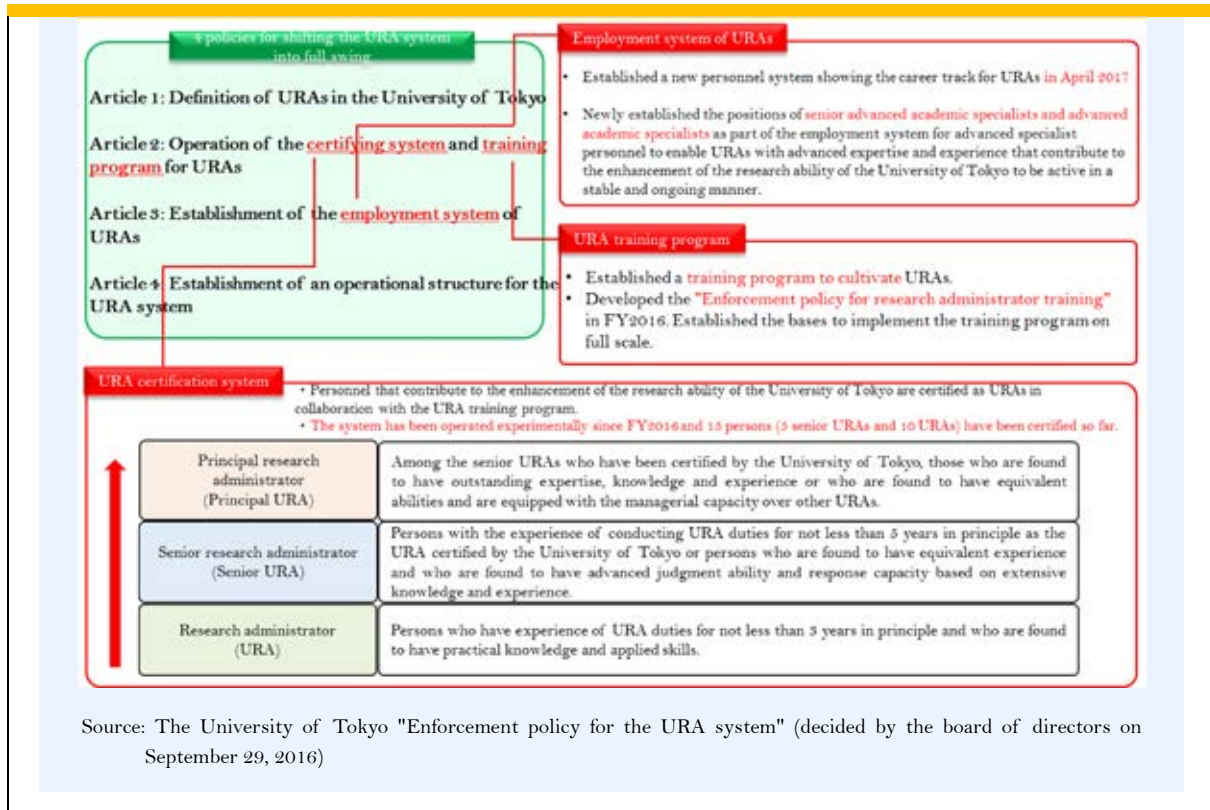 4 policies for shifting the URA system
into full swing
Article 1: Definition of URAs in the University of Tokyo
Article 2: Operation of the certifying system and training
program for URAs
Article 3: Establishment of the employment system of
URAs
Article 4 Establishment of an operational structure for the
URA system
Employment system of URAs
• Established a new personnel system showing the career track for URAs in April 2017
• Newly established the positions of senior advanced academic specialists and advanced
academic specialists as part of the employment system for advanced specialist
personnel to enable URAs with advanced expertise and experience that contribute to
the enhancement of the research ability of the University of Tokyo to be active in a
stable and ongoing manner.
URA training program
• Established a training program to cultivate URAs.
• Developed the "Enforcement policy for research administrator training"
in FY2016. Established the bases to implement the training program on
full scale.
URA certification system
• Personnel that contribute to the enhancement of the research ability of the University of Tokyo are certified as URAs in
collaboration with the URA training program.
• The system has been operated experimentally since FY2016 and 15 persons (5 senior URAs and 10 URAs) have been certified so far.
Principal research
administrator
(Principal URA)
Among the senior URAs who have been certified by the University of Tokyo, those who are found
to have outstanding expertise, knowledge and experience or who are found to have equivalent
abilities and are equipped with the managerial capacity over other URAs.
Senior research administrator
(Senior URA)
Persons with the experience of conducting URA duties for not less than 5 years in principle as the
URA certified by the University of Tokyo or persons who are found to have equivalent experience
and who are found to have advanced judgment ability and response capacity based on extensive
knowledge and experience.
Research administrator
(URA)
Persons who have experience of URA duties for not less than 3 years in principle and who are found
to have practical knowledge and applied skills.
Source: The University of Tokyo "Enforcement policy for the URA system" (decided by the board of directors on
September 29, 2016)